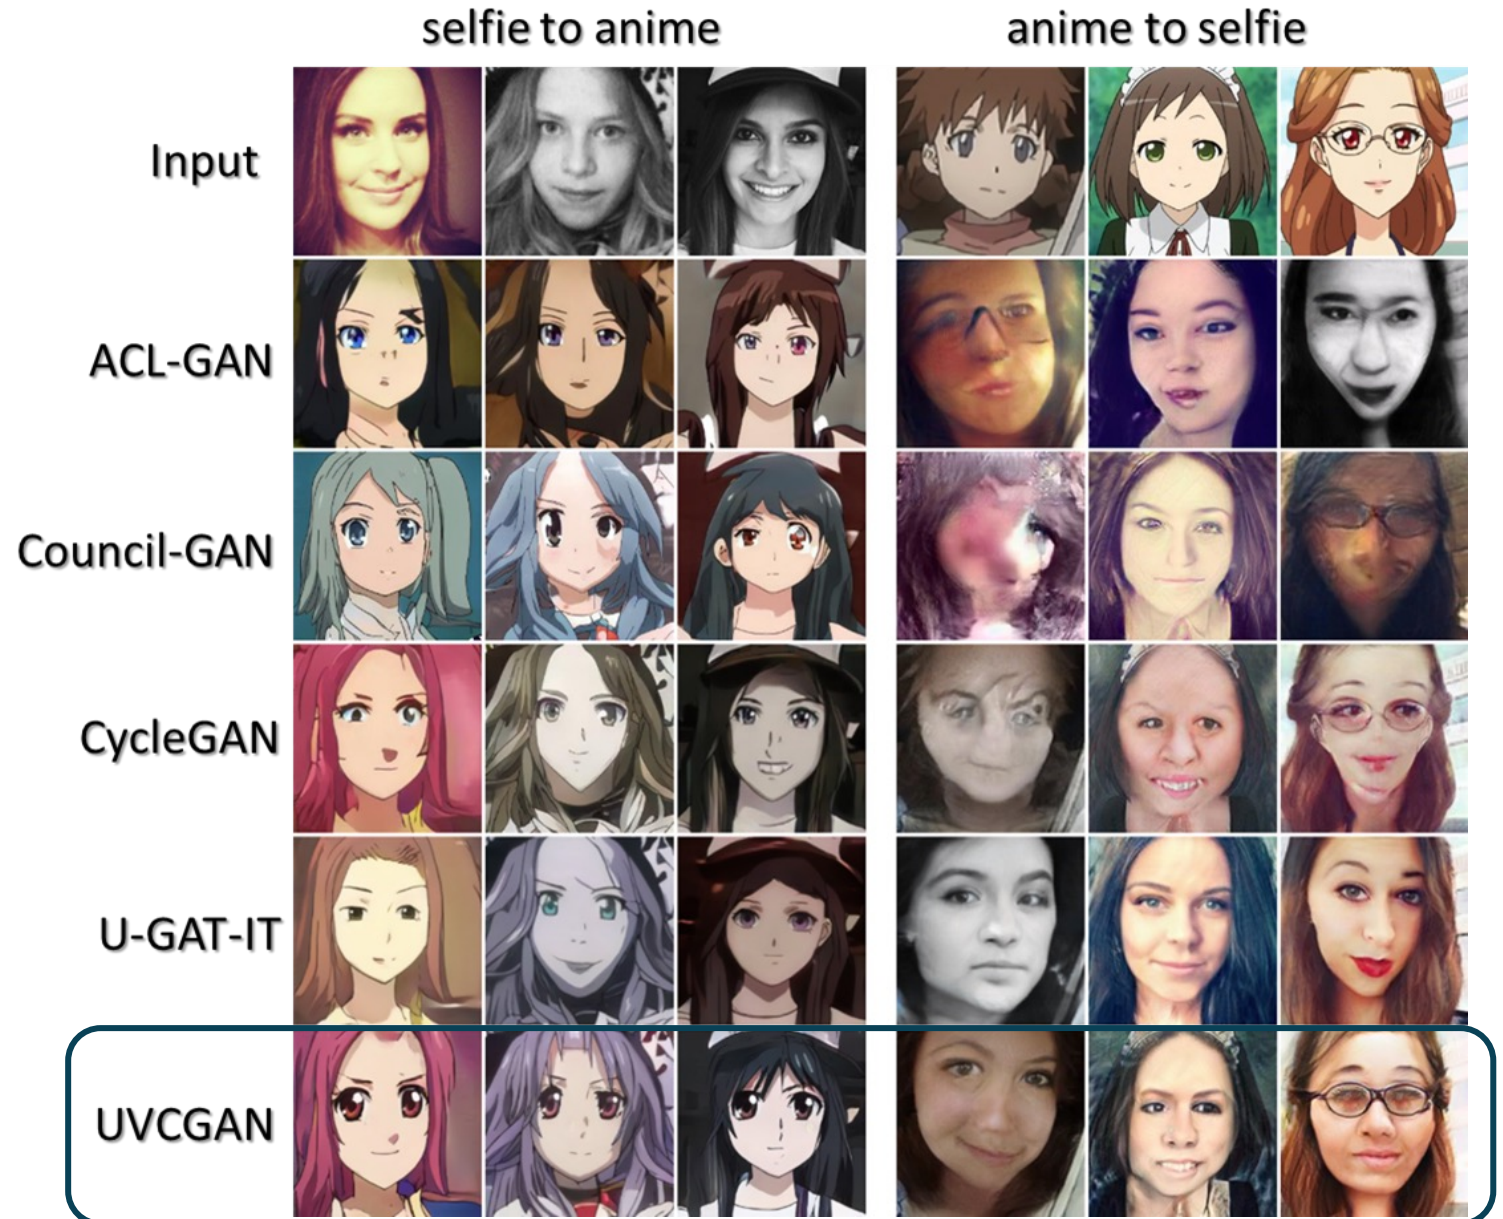 selfie to anime
anime to selfie
Input
ACL-GAN
Council-GAN
CycleGAN
U-GAT-IT
UVCGAN